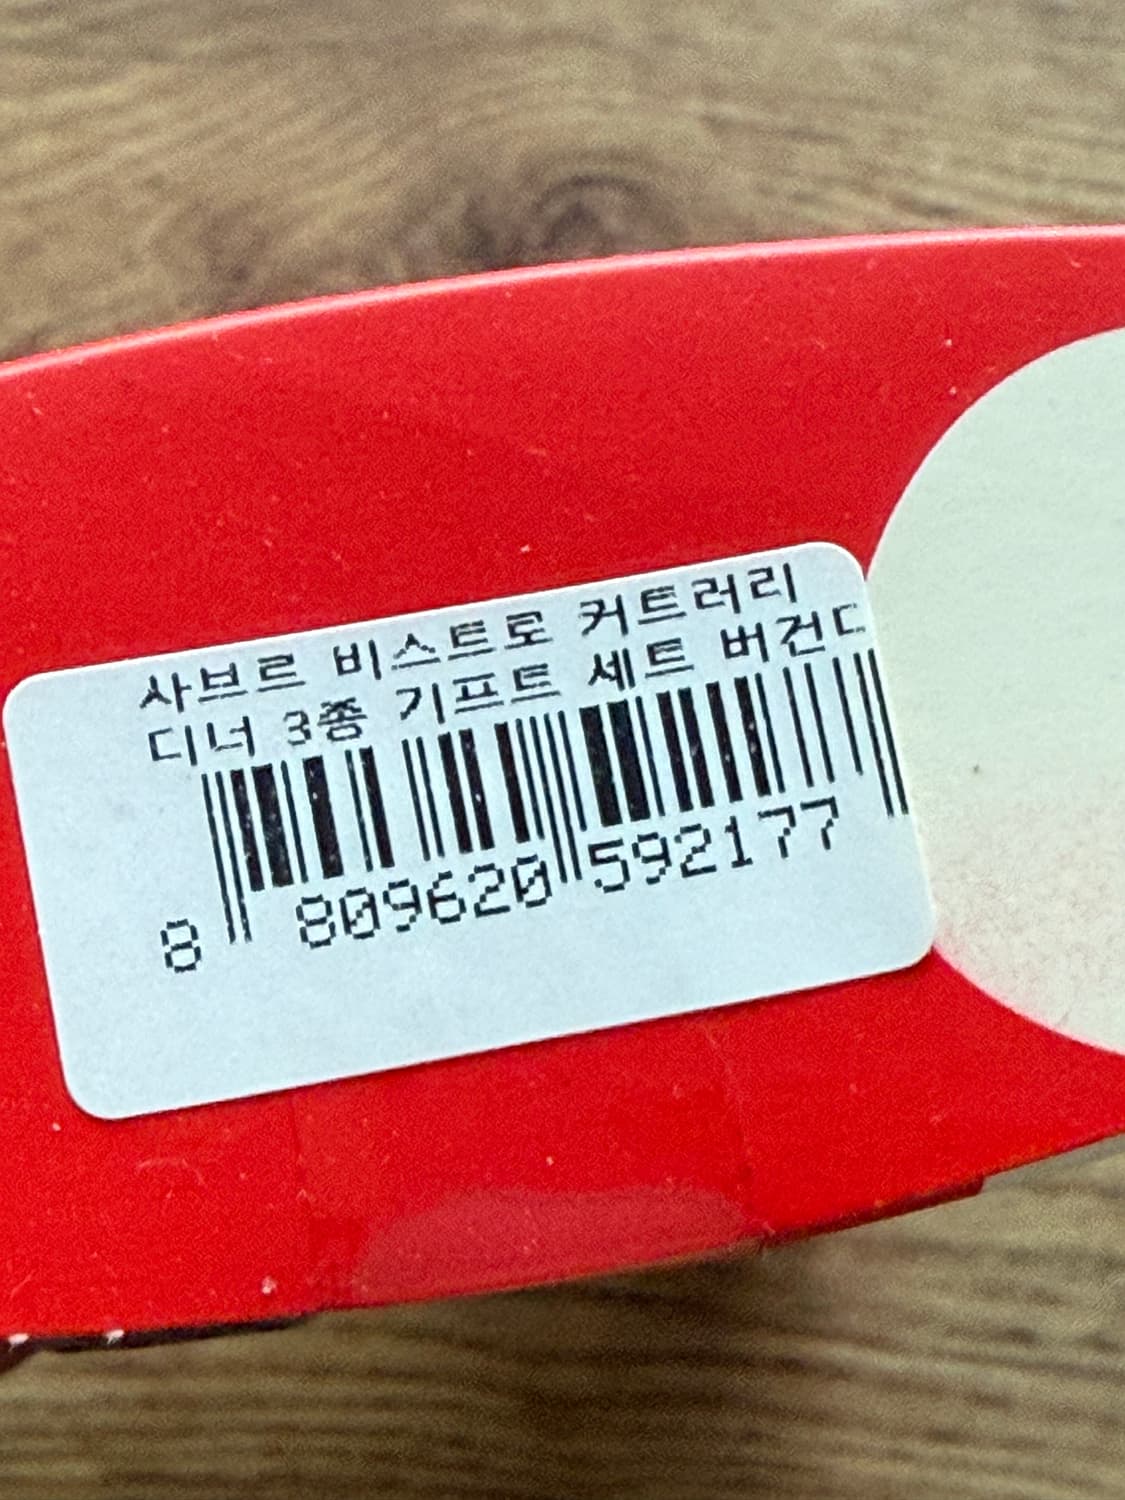 사브르 비스트로 커트러리
디너 3종 기프트 세트 버건
8 809620 592177